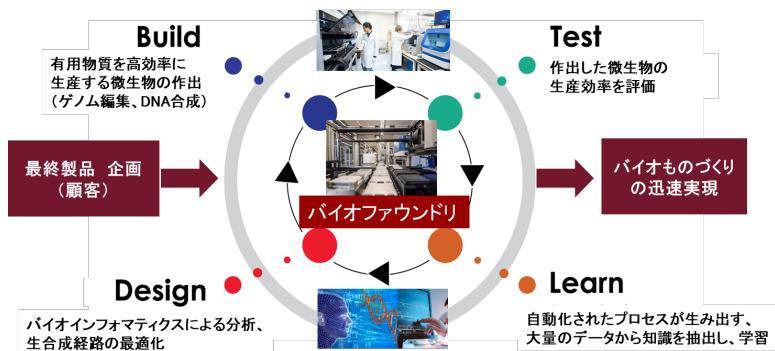 Build
有用物質を高効率に
生産する微生物の作出
（ゲノム編集、DNA合成）
Test
作出した微生物の
生産効率を評価
最終製品　企画
（顧客）
バイオファウンドリ
バイオものづくり
の迅速実現
Design
バイオインフォマティクスによる分析、
生合成経路の最適化
Learn
自動化されたプロセスが生み出す、
大量のデータから知識を抽出し、学習